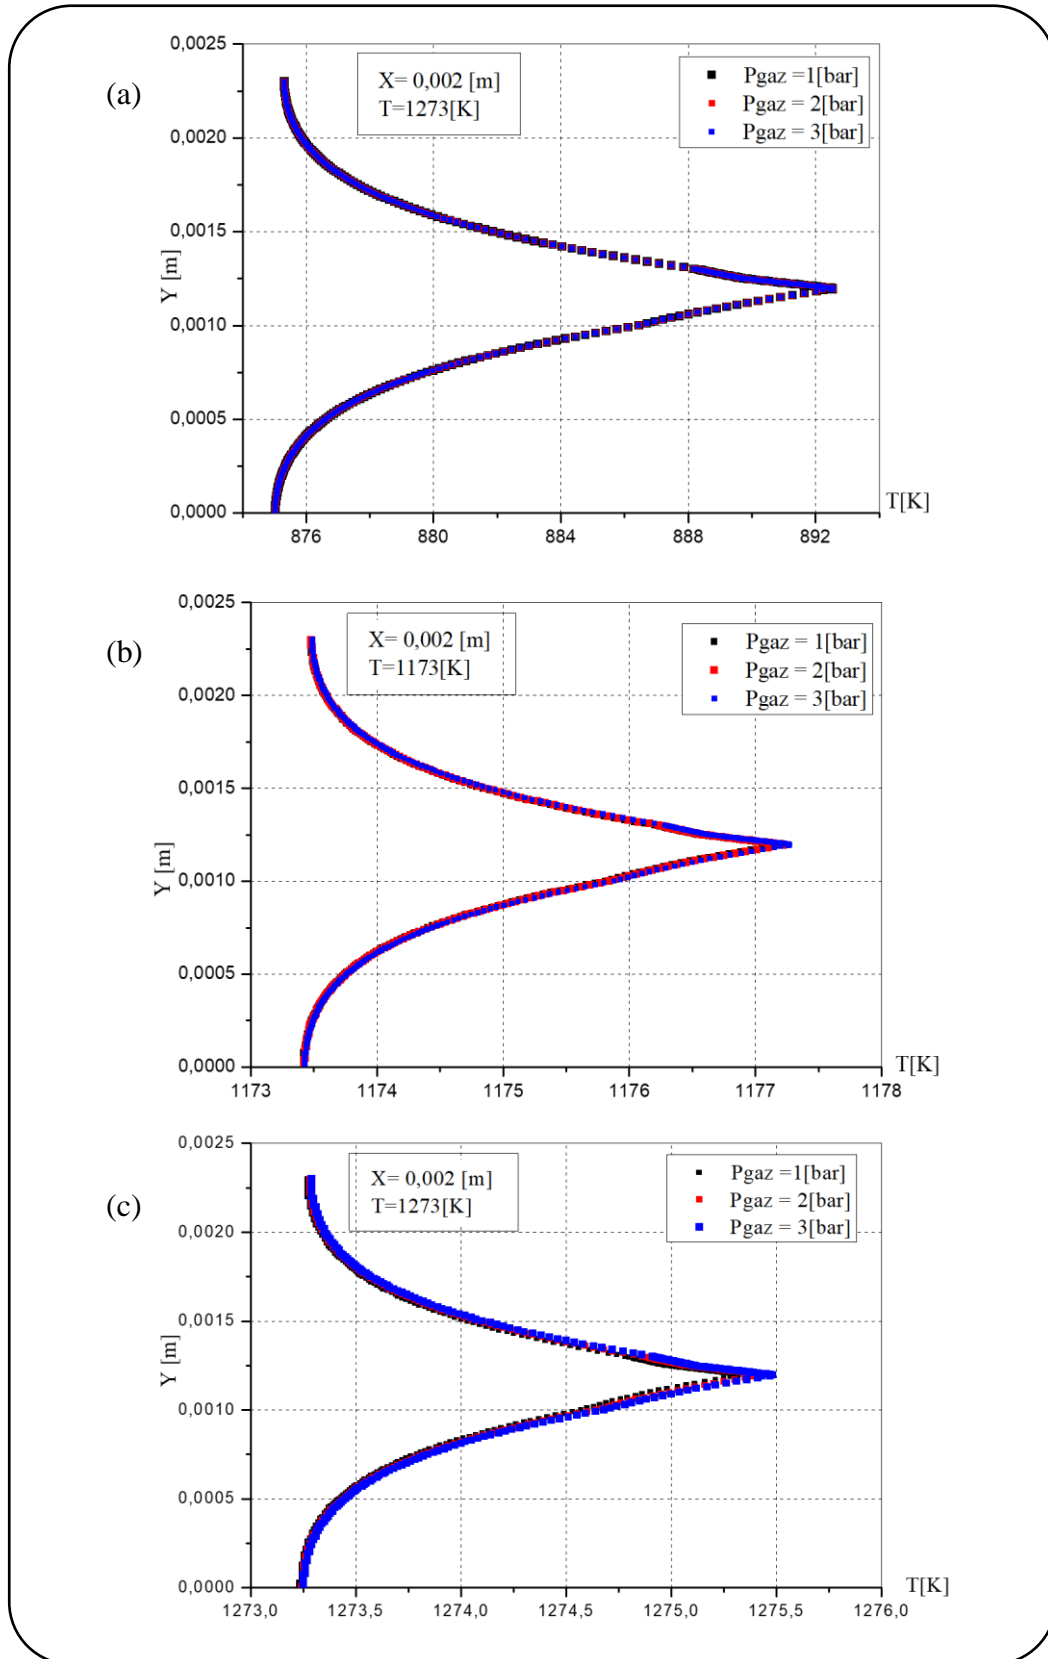 (a)
0,0025
0,0020
0,0015
0,0010
0,0005
0,0000
Y [m]
X= 0,002 [m]
T=1273[K]
Pgaz =1[bar]
Pgaz = 2[bar]
Pgaz = 3[bar]
876 880 884 888 892
T[K]
(b)
0,0025
0,0020
0,0015
0,0010
0,0005
0,0000
Y [m]
X= 0,002 [m]
T=1173[K]
Pgaz = 1[bar]
Pgaz = 2[bar]
Pgaz = 3[bar]
1173 1174 1175 1176 1177 1178
T[K]
(c)
0,0025
0,0020
0,0015
0,0010
0,0005
0,0000
Y [m]
X= 0,002 [m]
T=1273[K]
Pgaz =1[bar]
Pgaz = 2[bar]
Pgaz = 3[bar]
1273,0 1273,5 1274,0 1274,5 1275,0 1275,5 1276,0
T[K]